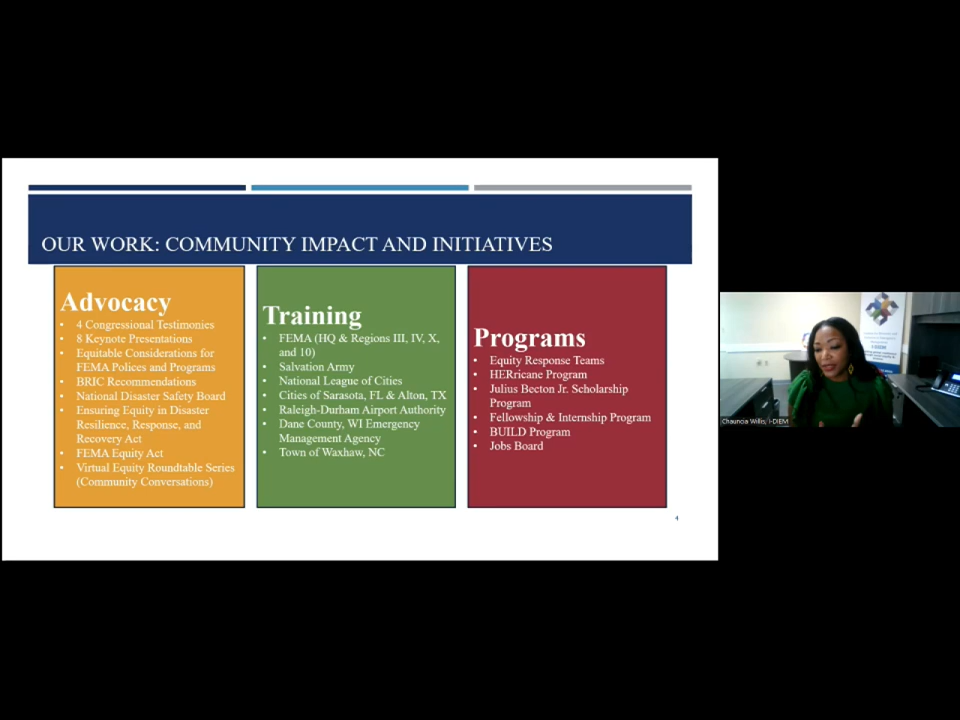 OUR WORK: COMMUNITY IMPACT AND INITIATIVES
Advocacy
• 4 Congressional Testimonies
• 8 Keynote Presentations
• Equitable Considerations for
FEMA Polices and Programs
• BRIC Recommendations
• National Disaster Safety Board
• Ensuring Equity in Disaster
Resilience, Response, and
Recovery Act
• FEMA Equity Act
• Virtual Equity Roundtable Series
(Community Conversations)
Training
• FEMA (HQ & Regions III, IV, X,
and 10)
• Salvation Army
• National League of Cities
• Cities of Sarasota, FL & Alton, TX
• Raleigh-Durham Airport Authority
• Dane County, WI Emergency
Management Agency
• Town of Waxhaw, NC
Programs
• Equity Response Teams
• HERricane Program
• Julius Becton Jr. Scholarship
Program
• Fellowship & Internship Program
• BUILD Program
• Jobs Board
4
Chauncia Willis, I-DIEM